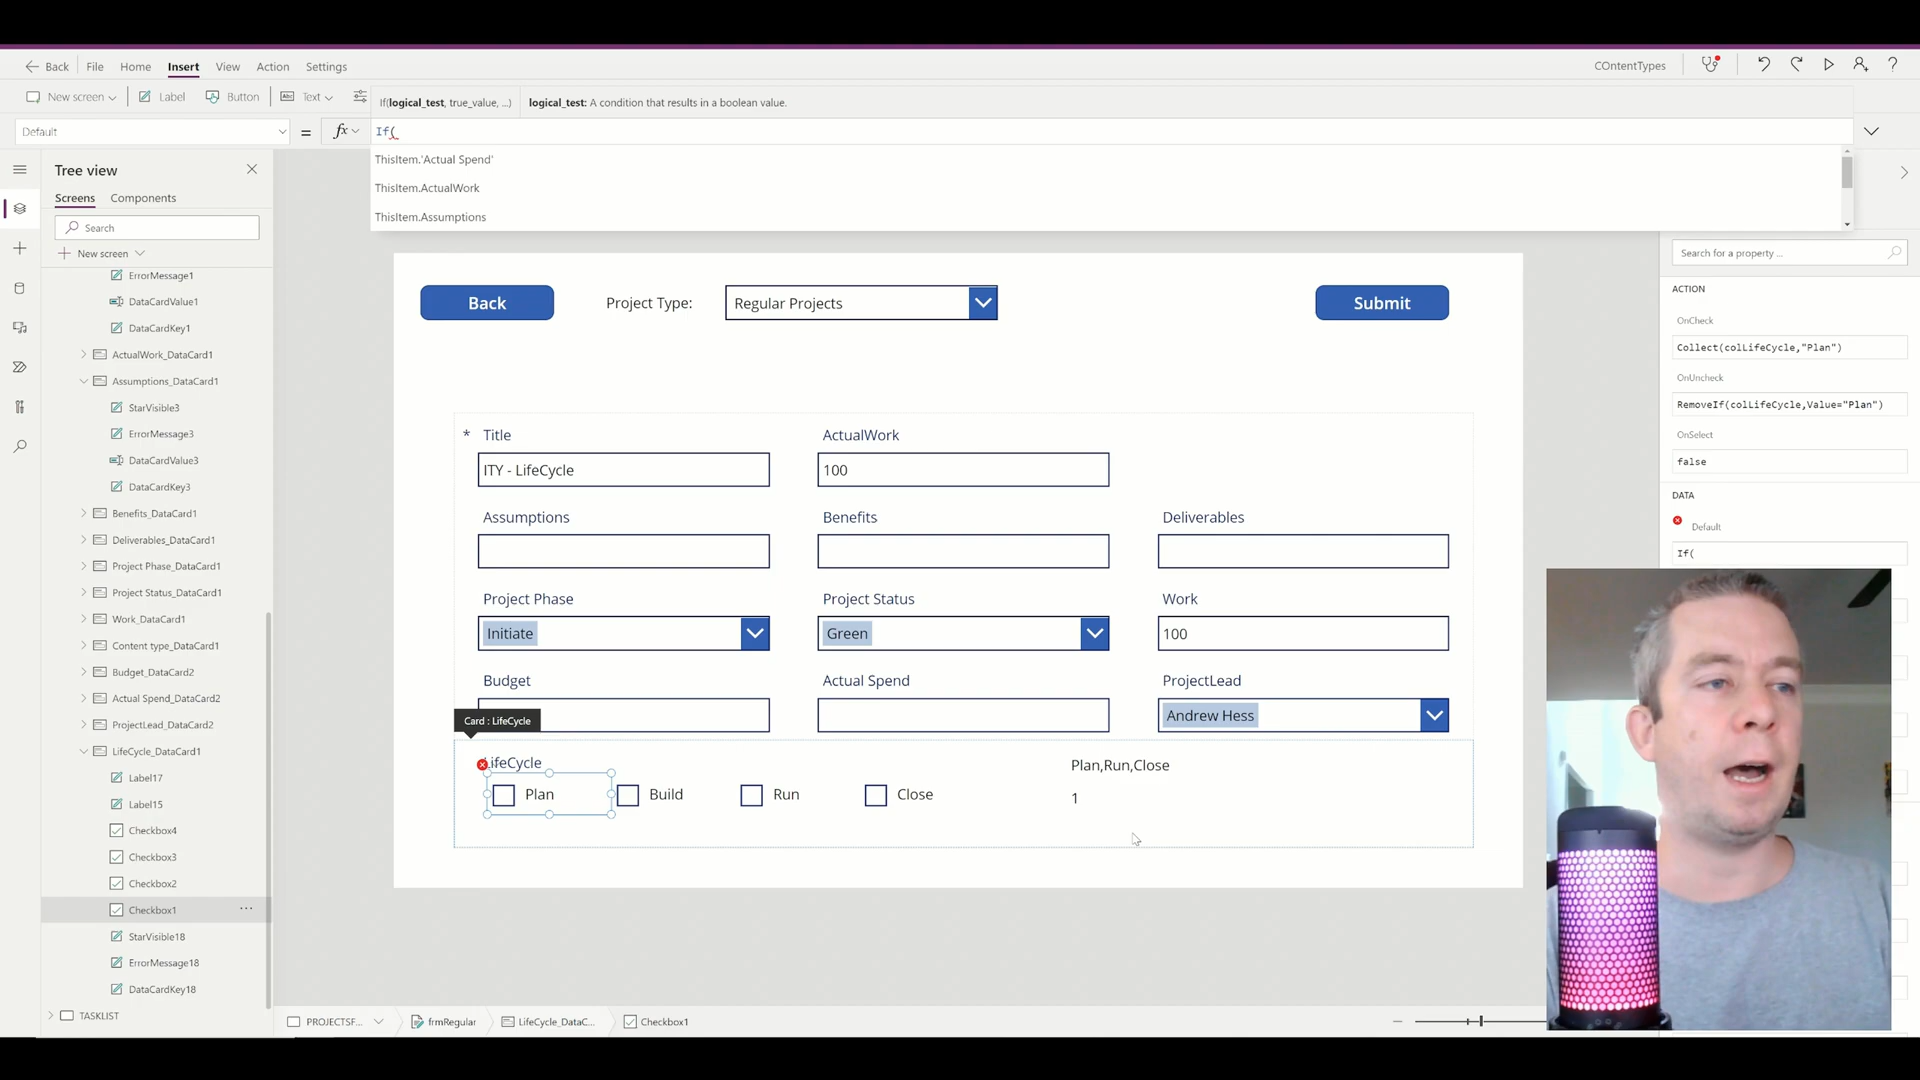 Back File Home Insert View Action Settings COntentTypes ?
New screen Label Button Text If(logical_test, true_value, ...) logical_test: A condition that results in a boolean value.
Default = fx If(
ThisItem.'Actual Spend'
ThisItem.ActualWork
ThisItem.Assumptions
Tree view
Screens Components
Search
New screen
ErrorMessage1
DataCardValue1
DataCardKey1
ActualWork_DataCard1
Assumptions_DataCard1
StarVisible3
ErrorMessage3
DataCardValue3
DataCardKey3
Benefits_DataCard1
Deliverables_DataCard1
Project Phase_DataCard1
Project Status_DataCard1
Work_DataCard1
Content type_DataCard1
Budget_DataCard2
Actual Spend_DataCard2
ProjectLead_DataCard2
LifeCycle_DataCard1
Label17
Label15
Checkbox4
Checkbox3
Checkbox2
Checkbox1 ...
StarVisible18
ErrorMessage18
DataCardKey18
TASKLIST
Back Project Type: Regular Projects Submit
* Title ActualWork
ITY - LifeCycle 100
Assumptions Benefits Deliverables
Project Phase Project Status Work
Initiate Green 100
Budget Actual Spend ProjectLead
Card : LifeCycle Andrew Hess
LifeCycle Plan,Run,Close
Plan Build Run Close 1
PROJECTSF... frmRegular LifeCycle_DataC... Checkbox1
Search for a property ...
ACTION
OnCheck
Collect(colLifeCycle,"Plan")
OnUncheck
RemoveIf(colLifeCycle,Value="Plan")
OnSelect
false
DATA
Default
If(